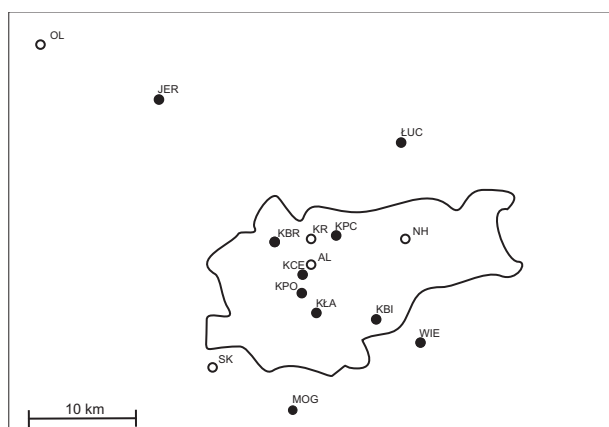 OL
JER
ŁUC
KBR
KR
KPC
NH
AL
KCE
KPO
KŁA
KBI
WIE
SK
MOG
10 km